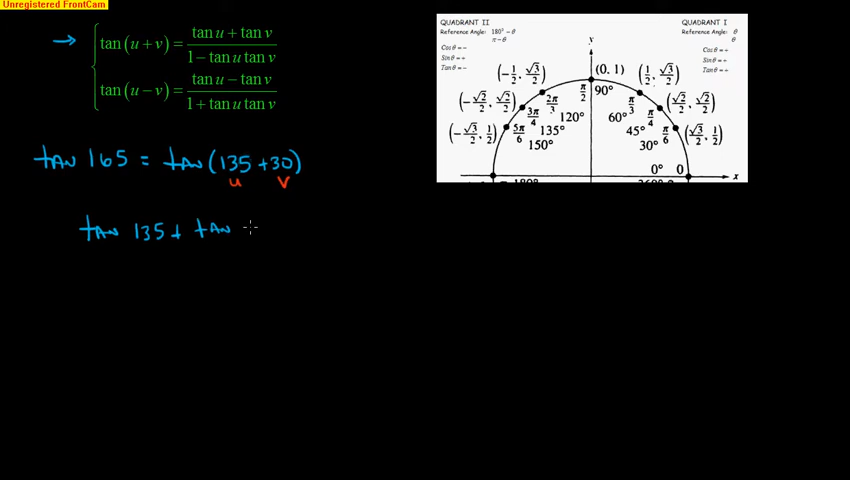 Unregistered FrontCam
→ tan(u+v) = (tan u + tan v)/(1 − tan u tan v)
tan(u−v) = (tan u − tan v)/(1 + tan u tan v)
tan 165 = tan(135+30)
u v
tan 135 + tan
QUADRANT II
Reference Angle: 180° − θ
π − θ
Cos θ = −
Sin θ = +
Tan θ = −
QUADRANT I
Reference Angle: θ
θ
Cos θ = +
Sin θ = +
Tan θ = +
y
(−1/2, √3/2) (0, 1) (1/2, √3/2)
(−√2/2, √2/2) 2π/3 π/2 90° π/3 (√2/2, √2/2)
3π/4 120° 60° π/4
(−√3/2, 1/2) 5π/6 135° 45° π/6 (√3/2, 1/2)
150° 30°
0° 0 x